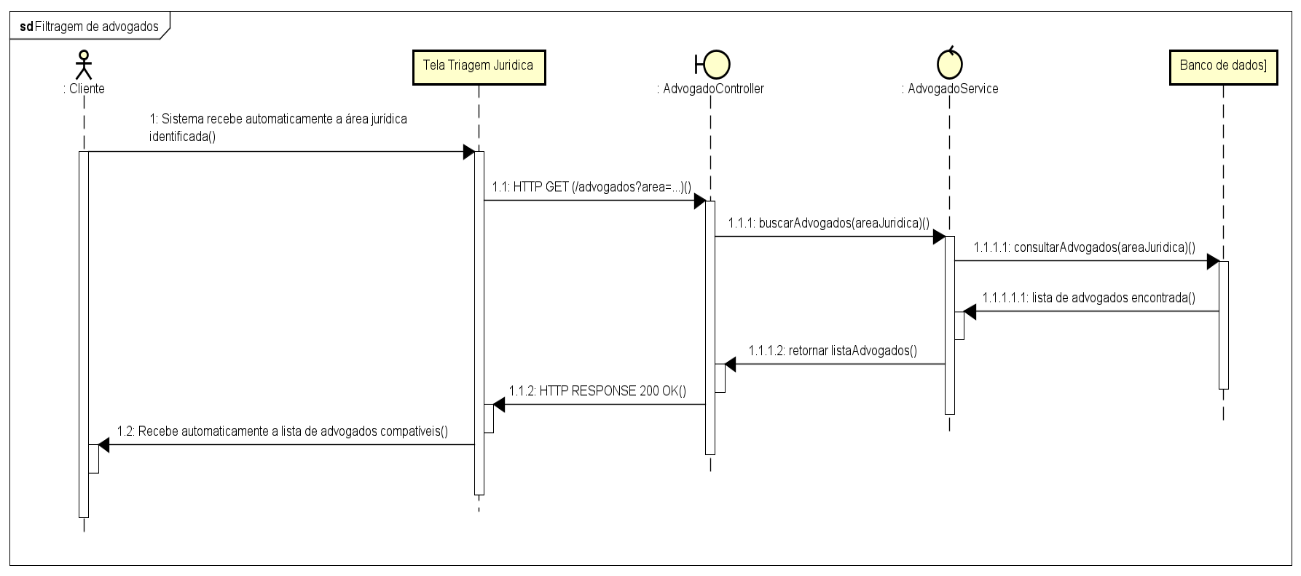 sd Filtragem de advogados
: Cliente
Tela Triagem Juridica
: AdvogadoController
: AdvogadoService
Banco de dados]
1: Sistema recebe automaticamente a área jurídica
identificada()
1.1: HTTP GET (/advogados?area=...)()
1.1.1: buscarAdvogados(areaJuridica)()
1.1.1.1: consultarAdvogados(areaJuridica)()
1.1.1.1.1: lista de advogados encontrada()
1.1.1.2: retornar listaAdvogados()
1.1.2: HTTP RESPONSE 200 OK()
1.2: Recebe automaticamente a lista de advogados compatíveis()